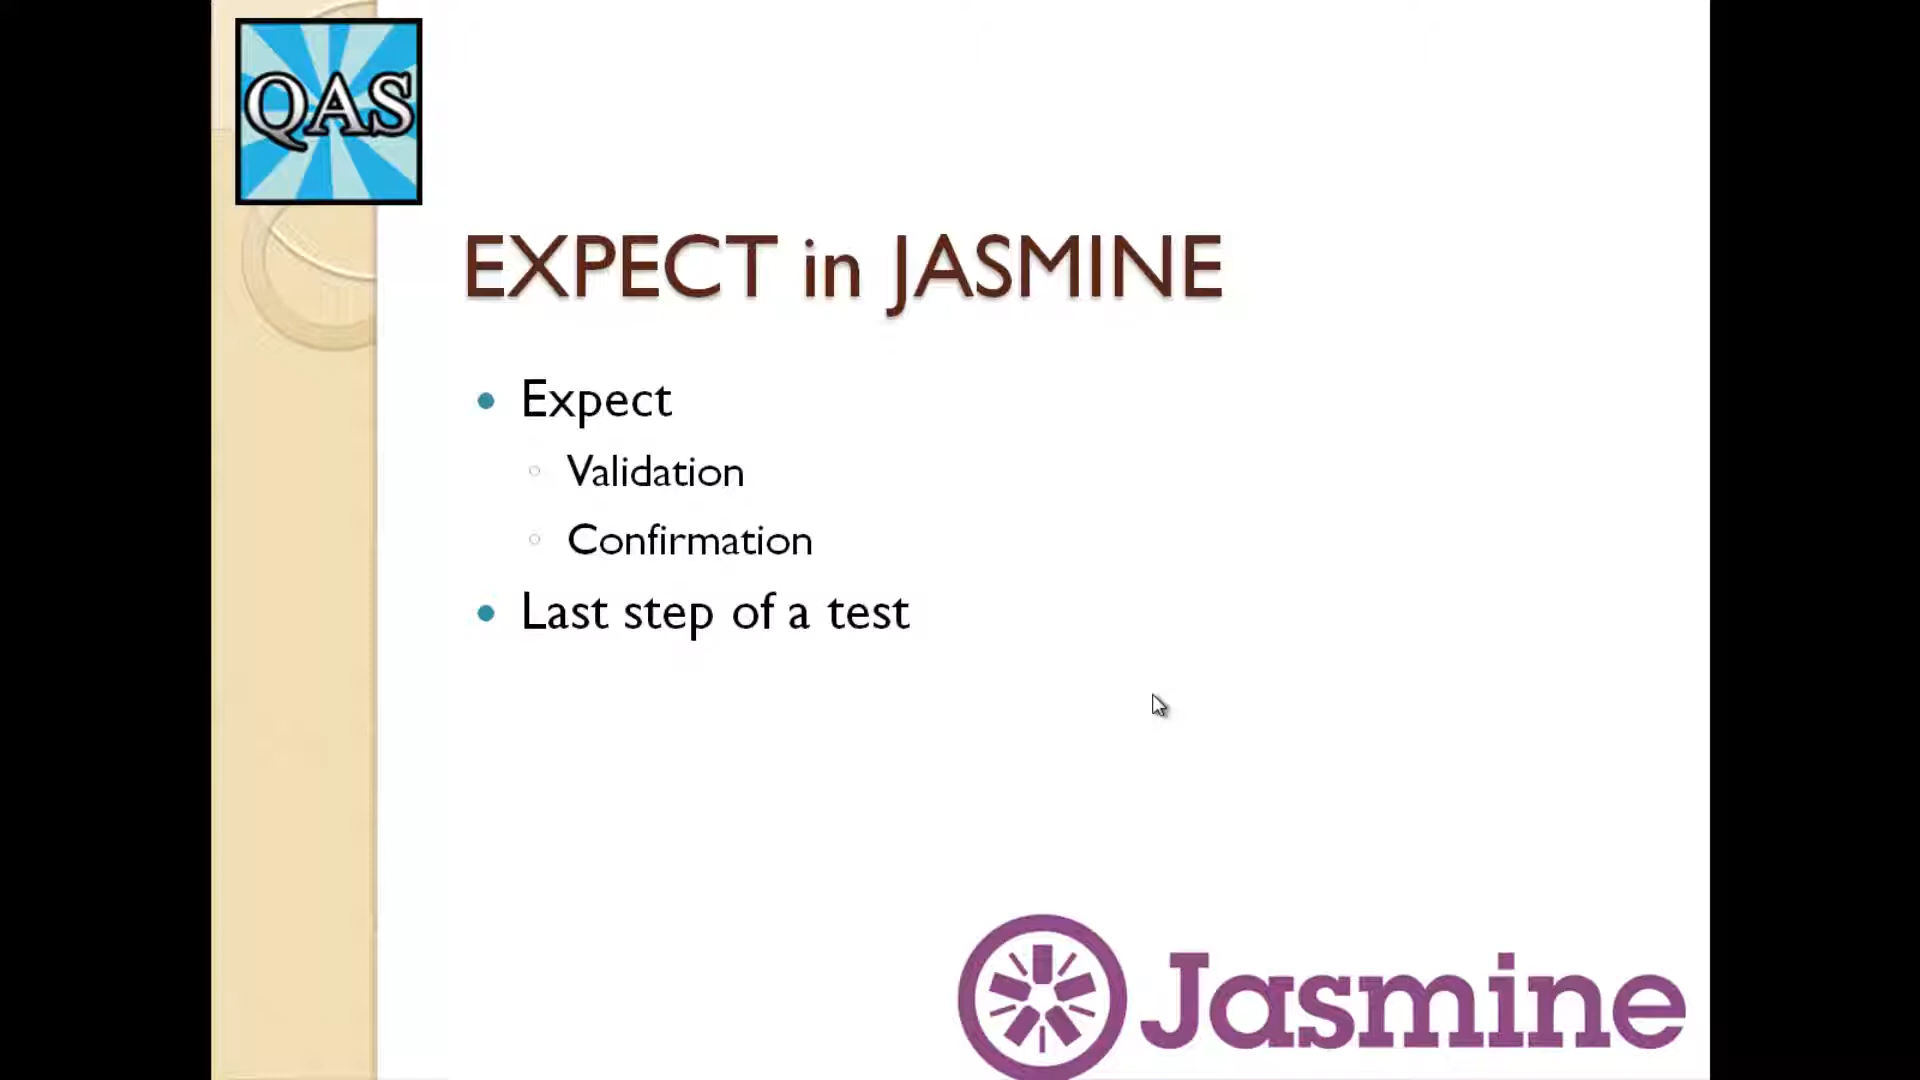 QAS
EXPECT in JASMINE
Expect
Validation
Confirmation
Last step of a test
Jasmine